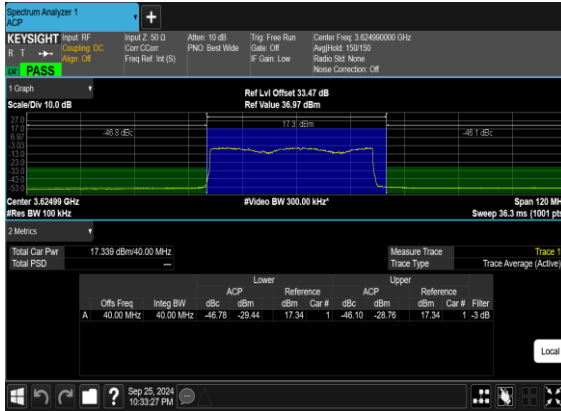 Spectrum Analyzer 1
ACP
+
KEYSIGHT Input: RF Input Z: 50 Ω Atten: 10 dB Trig: Free Run Center Freq: 3.624990000 GHz
R T Coupling: DC Corr CCorr PNO: Best Wide Gate: Off Avg|Hold: 150/150
Align: Off Freq Ref: Int (S) IF Gain: Low Radio Std: None
PASS Noise Correction: Off
1 Graph Ref Lvl Offset 33.47 dB
Scale/Div 10.0 dB Ref Value 36.97 dBm
27.0
17.0 17.3 dBm
6.97 -46.8 dBc -46.1 dBc
-3.03
-13.0
-23.0
-33.0
-43.0
-53.0
Center 3.62499 GHz #Video BW 300.00 kHz* Span 120 MH
#Res BW 100 kHz Sweep 36.3 ms (1001 pts
2 Metrics
Total Car Pwr 17.339 dBm/40.00 MHz Measure Trace Trace 1
Total PSD --- Trace Type Trace Average (Active)
Lower Upper
ACP Reference ACP Reference
Offs Freq Integ BW dBc dBm dBm Car # dBc dBm dBm Car # Filter
A 40.00 MHz 40.00 MHz -46.78 -29.44 17.34 1 -46.10 -28.76 17.34 1 -3 dB
Local
? Sep 25, 2024
10:33:27 PM